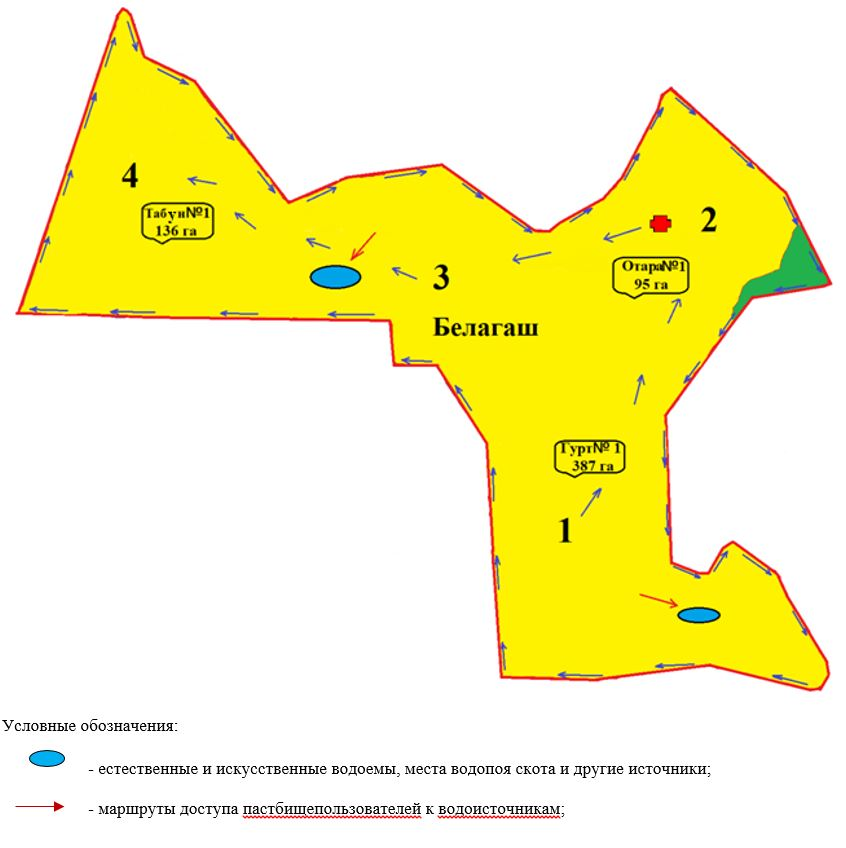 4
Табун№1
136 га
2
Отара№1
95 га
3
Белагаш
Гурт№ 1
387 га
1
Условные обозначения:
- естественные и искусственные водоемы, места водопоя скота и другие источники;
- маршруты доступа пастбищепользователей к водоисточникам;